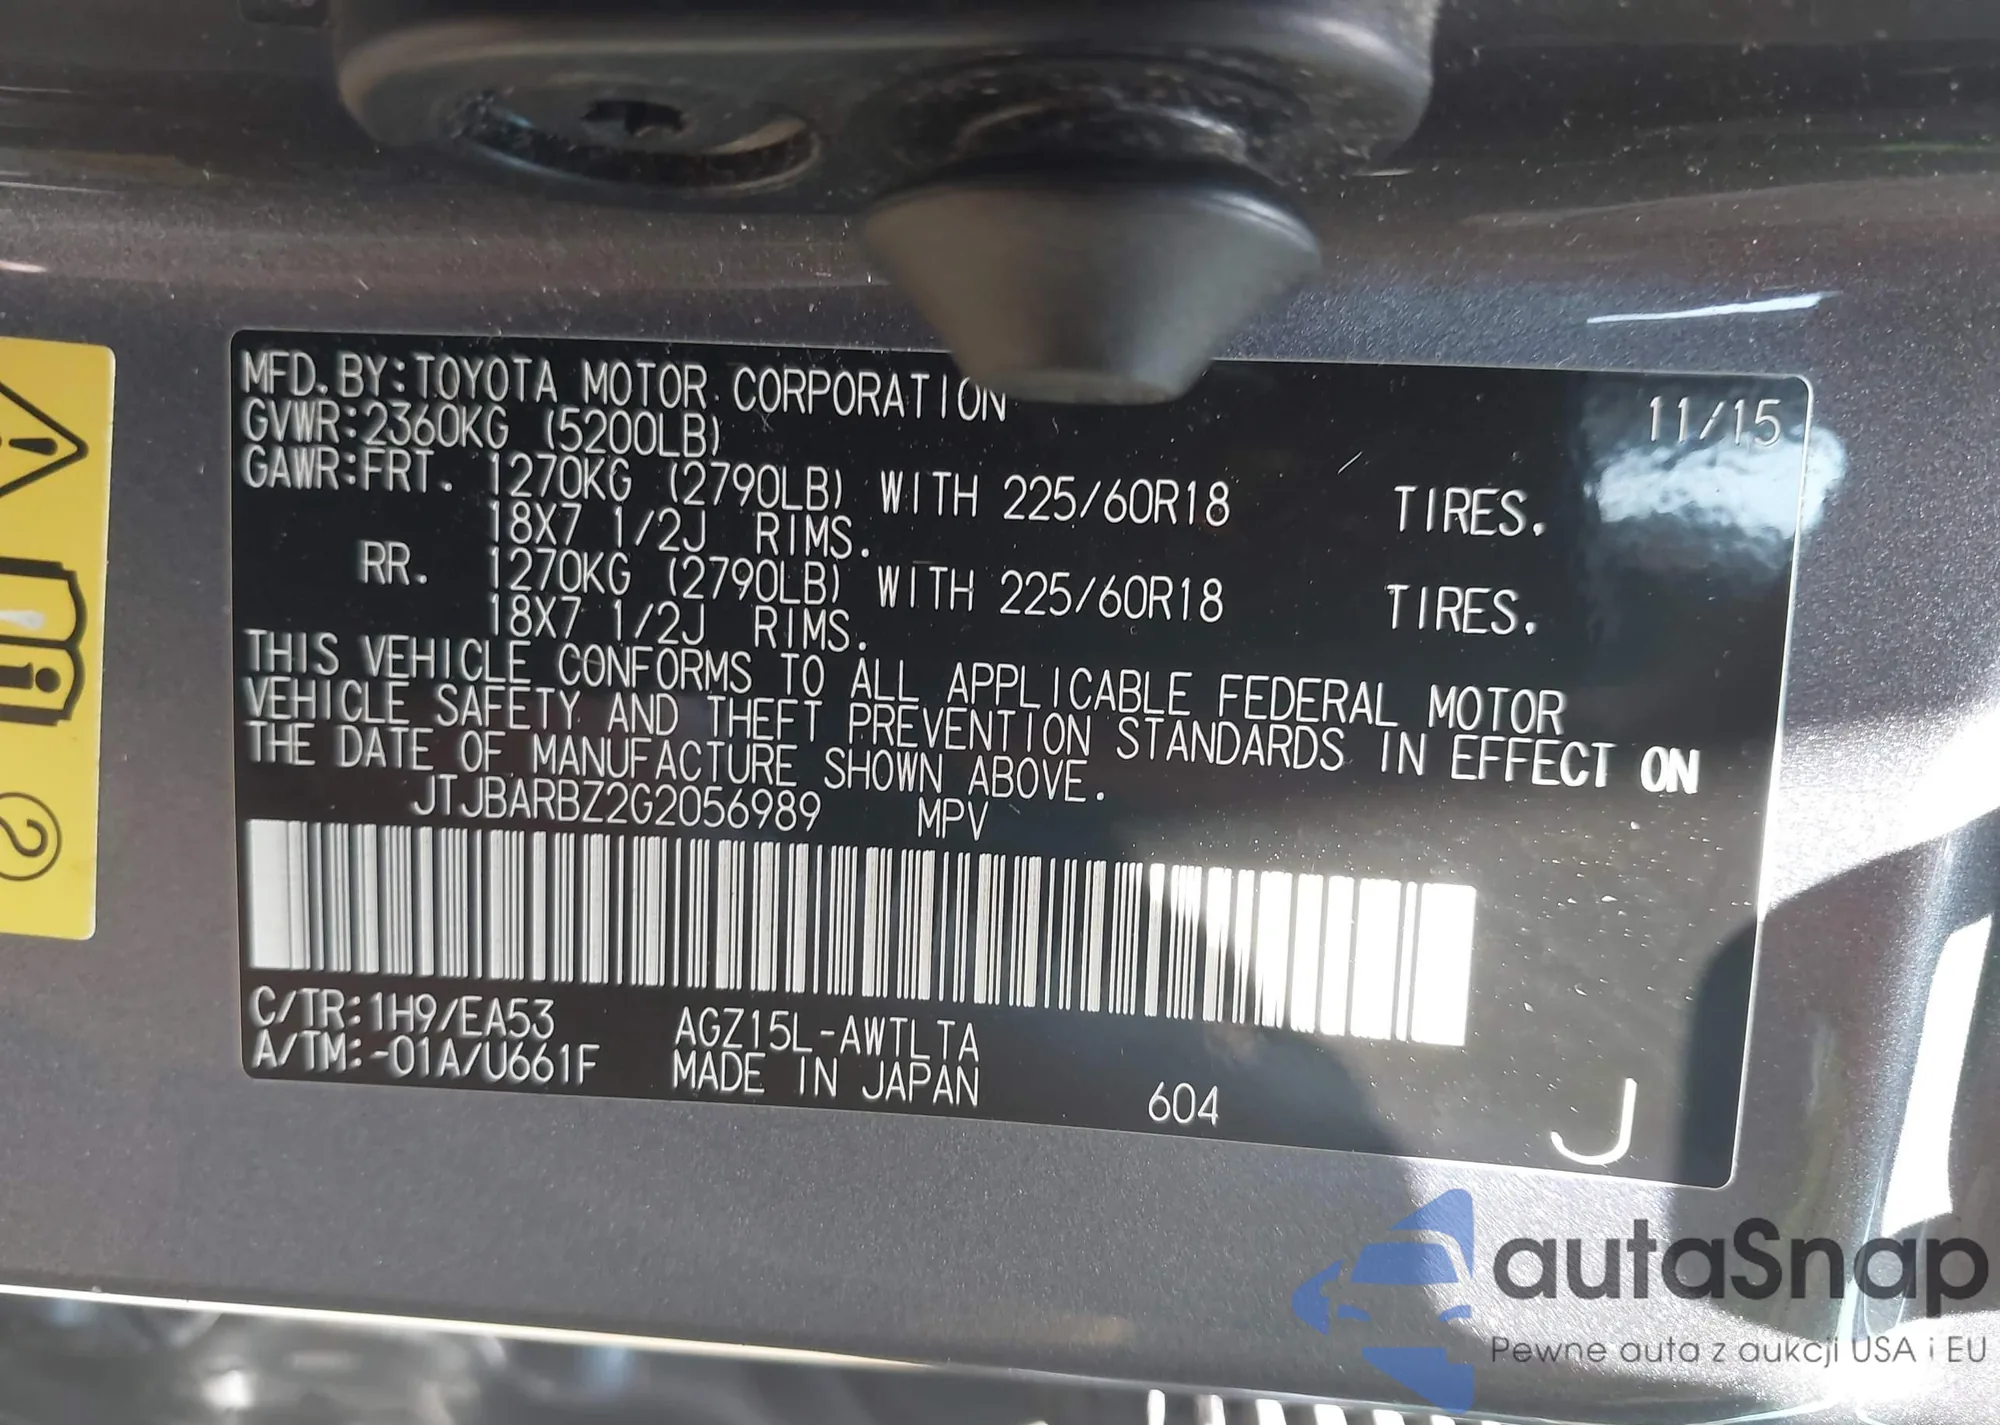 MFD. BY: TOYOTA MOTOR CORPORATION 11/15
GVWR: 2360KG (5200LB)
GAWR: FRT. 1270KG (2790LB) WITH 225/60R18 TIRES.
18X7 1/2J RIMS.
RR. 1270KG (2790LB) WITH 225/60R18 TIRES.
18X7 1/2J RIMS.
THIS VEHICLE CONFORMS TO ALL APPLICABLE FEDERAL MOTOR
VEHICLE SAFETY AND THEFT PREVENTION STANDARDS IN EFFECT ON
THE DATE OF MANUFACTURE SHOWN ABOVE.
JTJBARBZ2G2056989 MPV
C/TR: 1H9/EA53 AGZ15L-AWTLTA
A/TM: -01A/U661F MADE IN JAPAN 604 J
2
autaSnap
Pewne auta z aukcji USA i EU